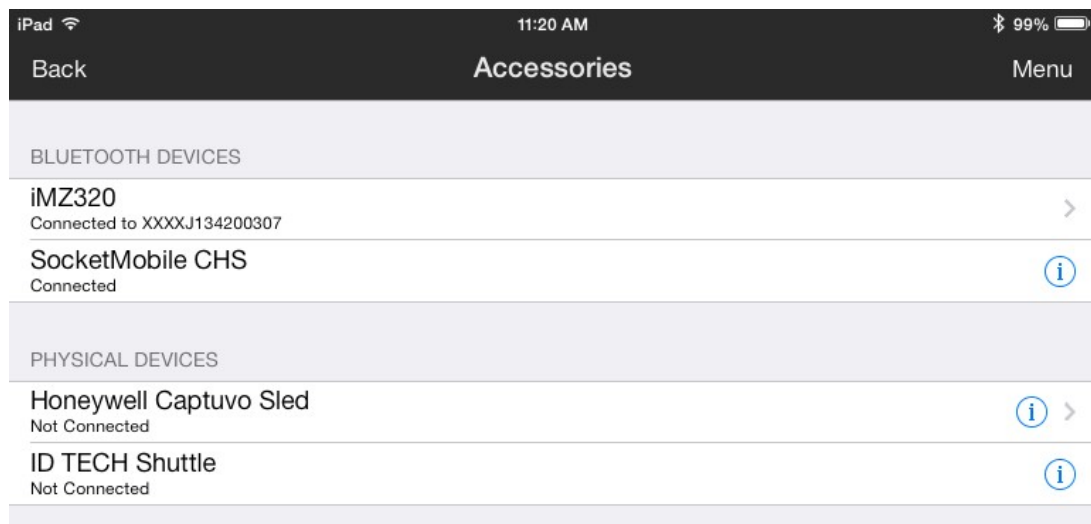 iPad 11:20 AM 99%
Back Accessories Menu
BLUETOOTH DEVICES
iMZ320
Connected to XXXXJ134200307
SocketMobile CHS
Connected
PHYSICAL DEVICES
Honeywell Captuvo Sled
Not Connected
ID TECH Shuttle
Not Connected